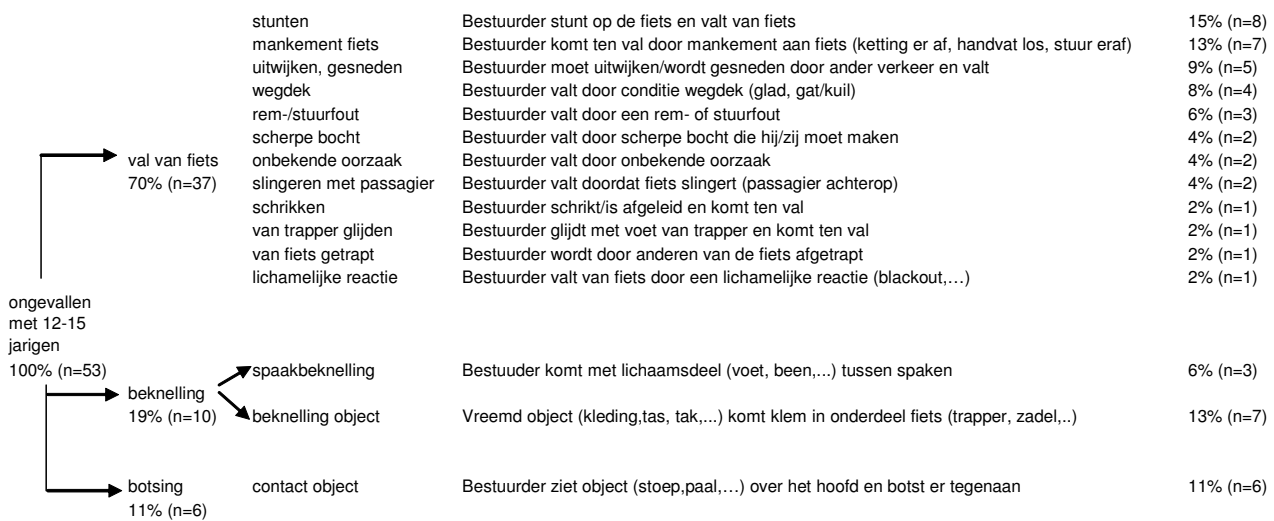 stunten Bestuurder stunt op de fiets en valt van fiets 15% (n=8)
mankement fiets Bestuurder komt ten val door mankement aan fiets (ketting er af, handvat los, stuur eraf) 13% (n=7)
uitwijken, gesneden Bestuurder moet uitwijken/wordt gesneden door ander verkeer en valt 9% (n=5)
wegdek Bestuurder valt door conditie wegdek (glad, gat/kuil) 8% (n=4)
rem-/stuurfout Bestuurder valt door een rem- of stuurfout 6% (n=3)
scherpe bocht Bestuurder valt door scherpe bocht die hij/zij moet maken 4% (n=2)
val van fiets onbekende oorzaak Bestuurder valt door onbekende oorzaak 4% (n=2)
70% (n=37) slingeren met passagier Bestuurder valt doordat fiets slingert (passagier achterop) 4% (n=2)
schrikken Bestuurder schrikt/is afgeleid en komt ten val 2% (n=1)
van trapper glijden Bestuurder glijdt met voet van trapper en komt ten val 2% (n=1)
van fiets getrapt Bestuurder wordt door anderen van de fiets afgetrapt 2% (n=1)
lichamelijke reactie Bestuurder valt van fiets door een lichamelijke reactie (blackout,…) 2% (n=1)
ongevallen
met 12-15
jarigen
100% (n=53) spaakbeknelling Bestuuder komt met lichaamsdeel (voet, been,...) tussen spaken 6% (n=3)
beknelling
19% (n=10) beknelling object Vreemd object (kleding,tas, tak,...) komt klem in onderdeel fiets (trapper, zadel,..) 13% (n=7)
botsing contact object Bestuurder ziet object (stoep,paal,…) over het hoofd en botst er tegenaan 11% (n=6)
11% (n=6)